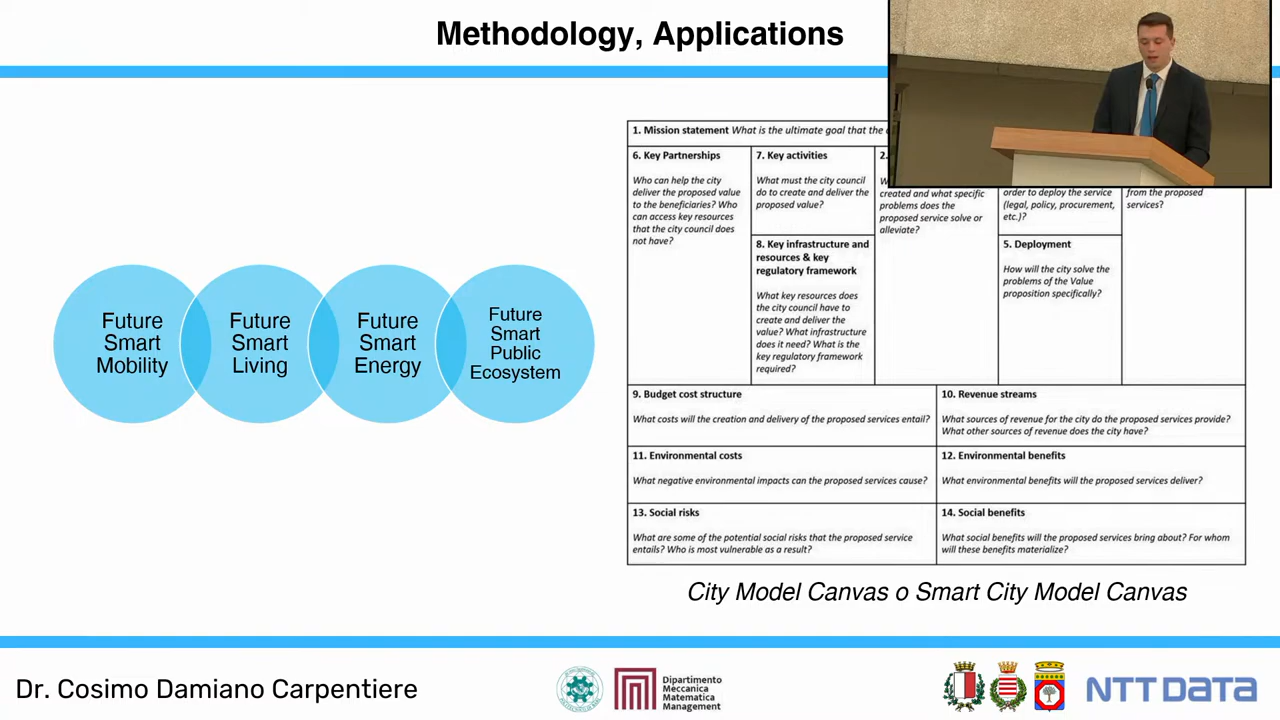 Methodology, Applications
Future
Smart
Mobility
Future
Smart
Living
Future
Smart
Energy
Future
Smart
Public
Ecosystem
1. Mission statement What is the ultimate goal that the
6. Key Partnerships
Who can help the city
deliver the proposed value
to the beneficiaries? Who
can access key resources
that the city council does
not have?
7. Key activities
What must the city council
do to create and deliver the
proposed value?
8. Key infrastructure and
resources & key
regulatory framework
What key resources does
the city council have to
create and deliver the
value? What infrastructure
does it need? What is the
key regulatory framework
required?
2.
created and what specific
problems does the
proposed service solve or
alleviate?
order to deploy the service
(legal, policy, procurement,
etc.)?
5. Deployment
How will the city solve the
problems of the Value
proposition specifically?
from the proposed
services?
9. Budget cost structure
What costs will the creation and delivery of the proposed services entail?
10. Revenue streams
What sources of revenue for the city do the proposed services provide?
What other sources of revenue does the city have?
11. Environmental costs
What negative environmental impacts can the proposed services cause?
12. Environmental benefits
What environmental benefits will the proposed services deliver?
13. Social risks
What are some of the potential social risks that the proposed service
entails? Who is most vulnerable as a result?
14. Social benefits
What social benefits will the proposed services bring about? For whom
will these benefits materialize?
City Model Canvas o Smart City Model Canvas
Dr. Cosimo Damiano Carpentiere
Dipartimento
Meccanica
Matematica
Management
NTT DATA